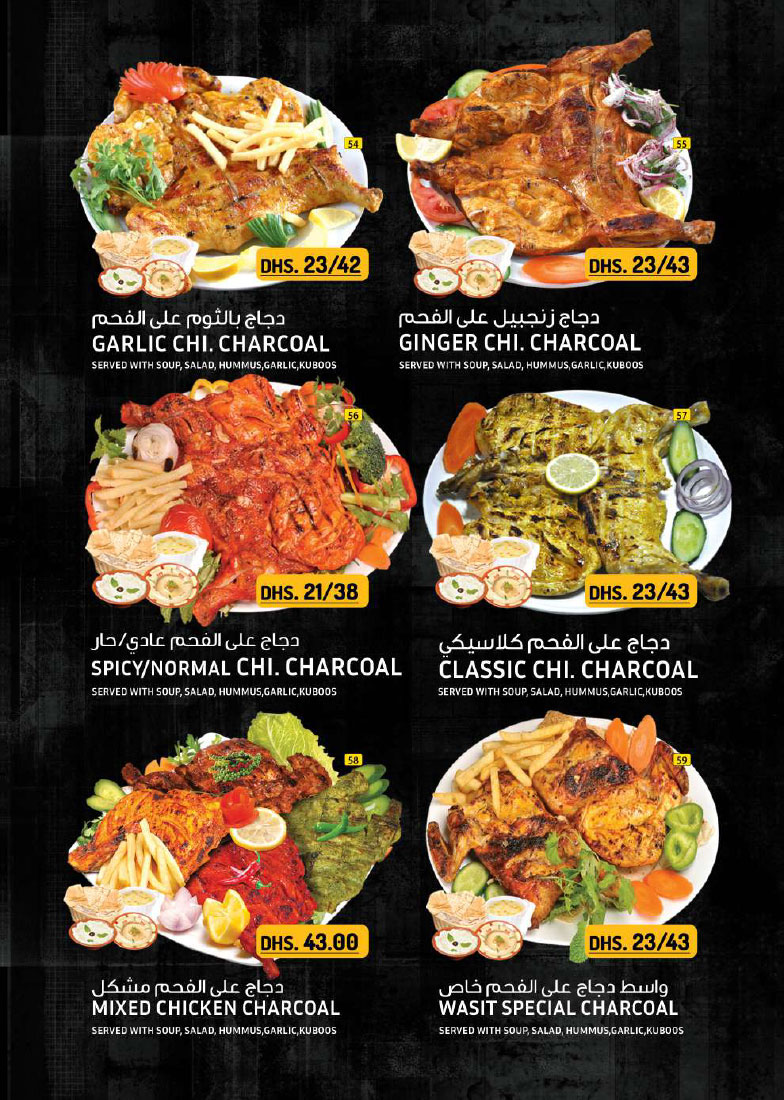 54
DHS. 23/42
دجاج بالثوم على الفحم
GARLIC CHI. CHARCOAL
SERVED WITH SOUP, SALAD, HUMMUS,GARLIC,KUBOOS
55
DHS. 23/43
دجاج زنجبيل على الفحم
GINGER CHI. CHARCOAL
SERVED WITH SOUP, SALAD, HUMMUS,GARLIC,KUBOOS
56
DHS. 21/38
دجاج على الفحم عادي/حار
SPICY/NORMAL CHI. CHARCOAL
SERVED WITH SOUP, SALAD, HUMMUS,GARLIC,KUBOOS
57
DHS. 23/43
دجاج على الفحم كلاسيكي
CLASSIC CHI. CHARCOAL
SERVED WITH SOUP, SALAD, HUMMUS,GARLIC,KUBOOS
58
DHS. 43.00
دجاج على الفحم مشكل
MIXED CHICKEN CHARCOAL
SERVED WITH SOUP, SALAD, HUMMUS,GARLIC,KUBOOS
59
DHS. 23/43
واسط دجاج على الفحم خاص
WASIT SPECIAL CHARCOAL
SERVED WITH SOUP, SALAD, HUMMUS,GARLIC,KUBOOS